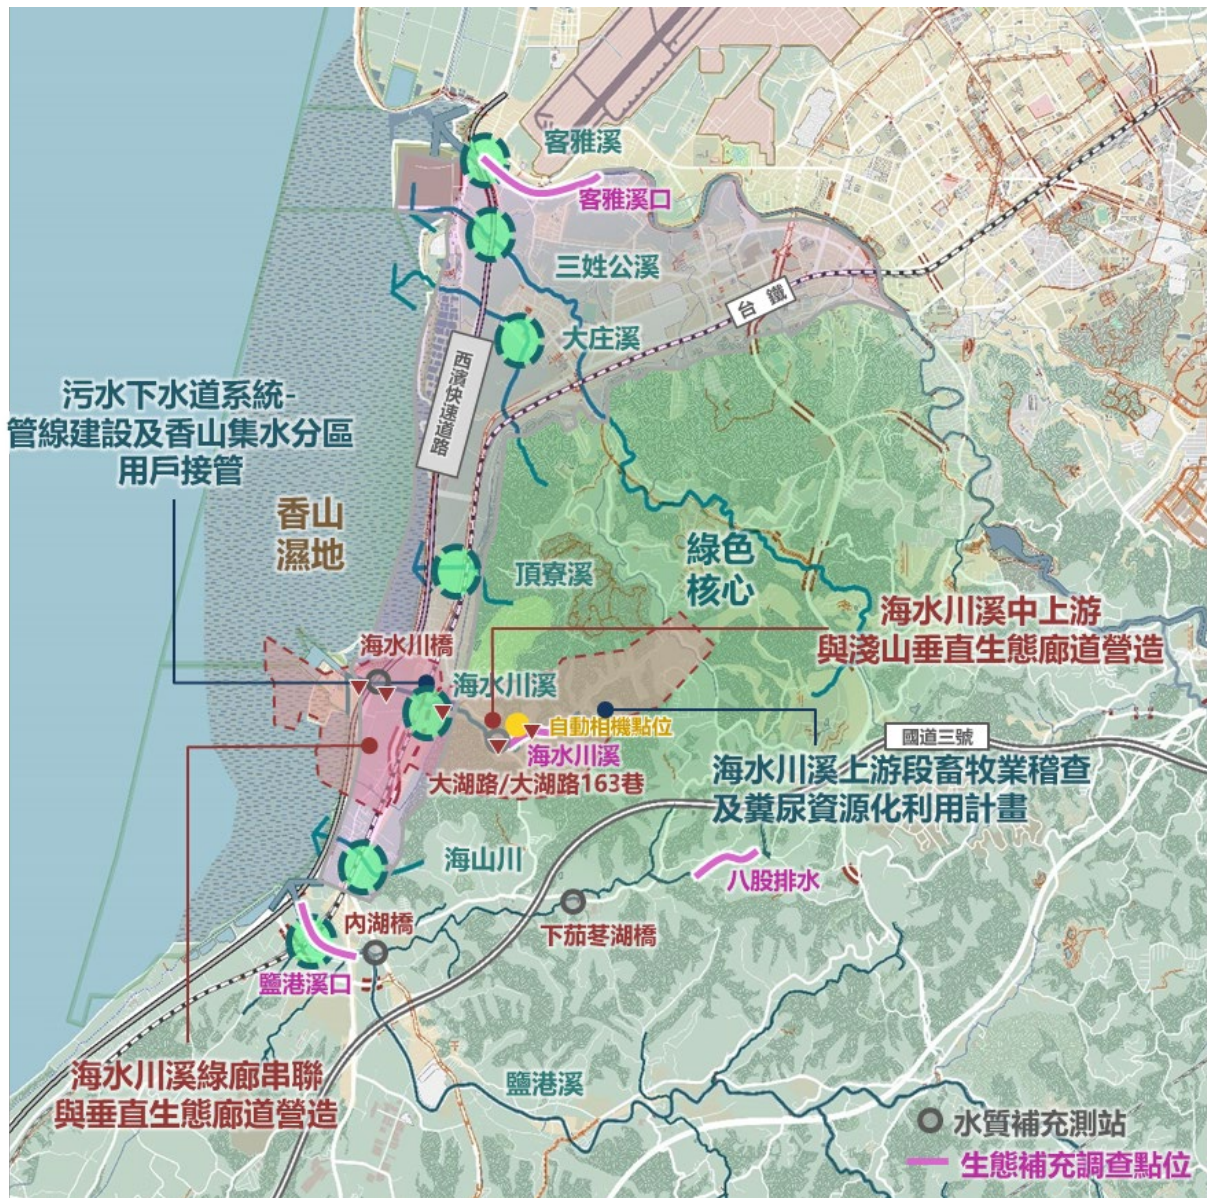 客雅溪
客雅溪口
三姓公溪
台鐵
大庄溪
西濱快速道路
污水下水道系統-
管線建設及香山集水分區
用戶接管
香山
濕地
綠色
核心
頂寮溪
海水川溪中上游
與淺山垂直生態廊道營造
海水川橋
海水川溪
自動相機點位
海水川溪
國道三號
大湖路/大湖路163巷
海水川溪上游段畜牧業稽查
及糞尿資源化利用計畫
海山川
八股排水
內湖橋
下茄苳湖橋
鹽港溪口
海水川溪綠廊串聯
與垂直生態廊道營造
鹽港溪
水質補充測站
生態補充調查點位